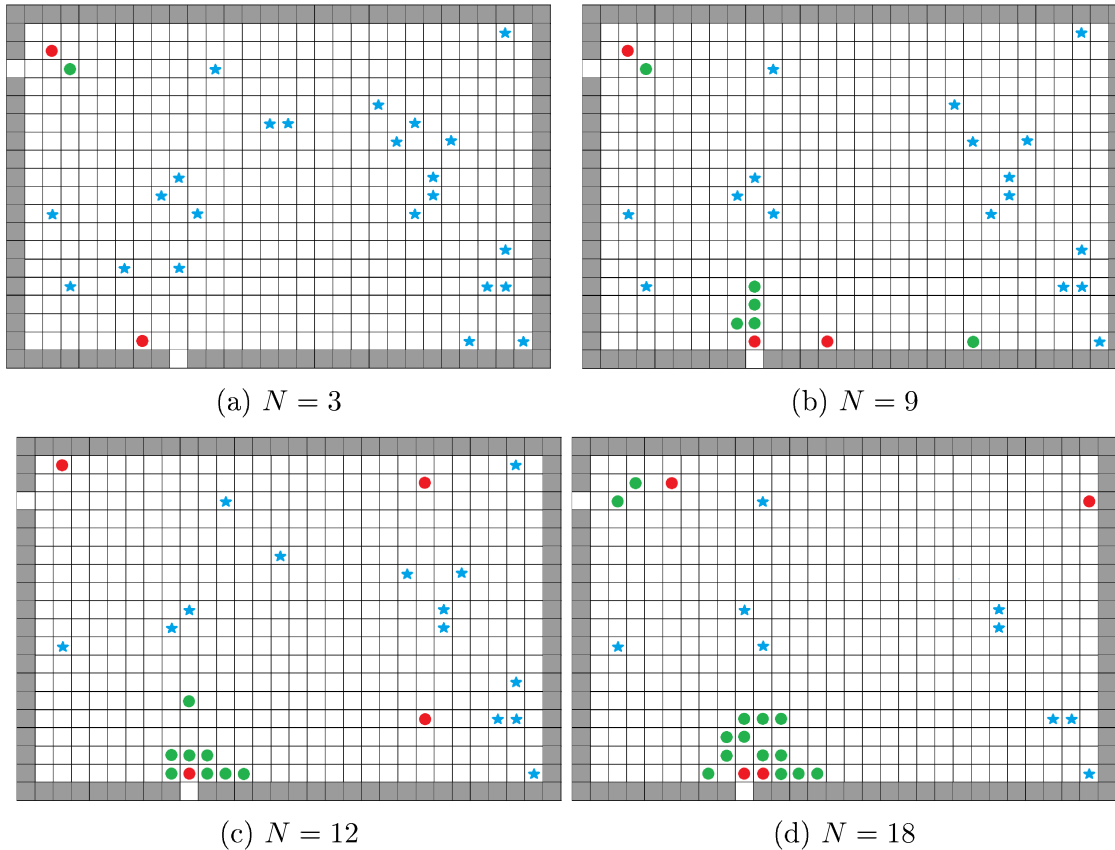 (a) N = 3
(b) N = 9
(c) N = 12
(d) N = 18